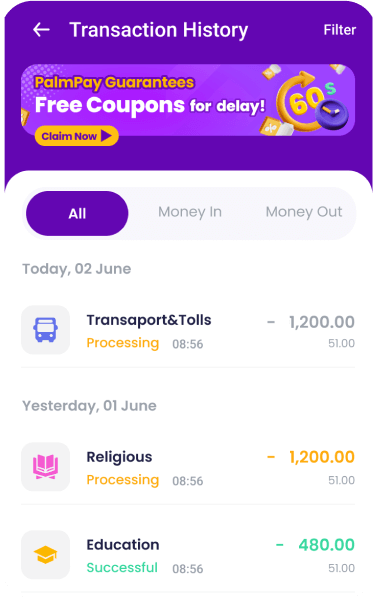 Transaction History
Filter
PalmPay Guarantees
Free Coupons for delay!
60s
Claim Now
All
Money In
Money Out
Today, 02 June
Transaport&Tolls
- 1,200.00
Processing 08:56
51.00
Yesterday, 01 June
Religious
- 1,200.00
Processing 08:56
51.00
Education
- 480.00
Successful 08:56
51.00